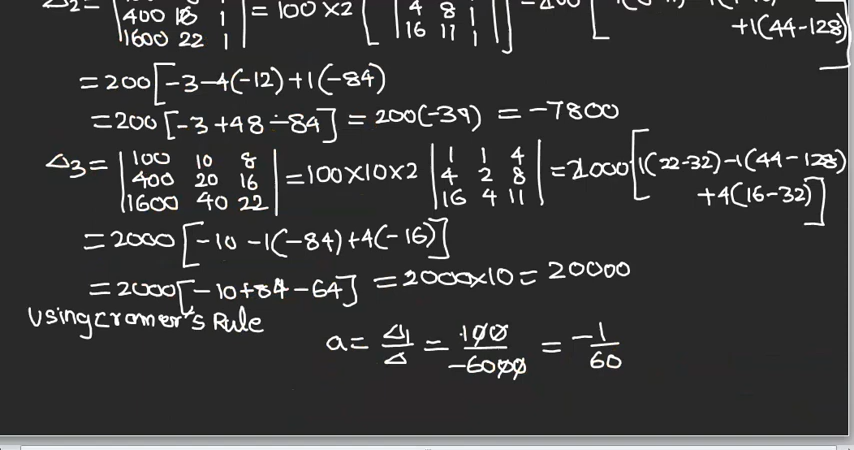 Δ₂ = | 400 18 1 | = 100×2 [ | 4 8 1 | ] = 200 [
| 1600 22 1 | | 16 11 1 | +1(44-128)
= 200 [ -3-4(-12)+1(-84)
= 200 [-3+48-84] = 200(-39) = -7800
Δ3 = | 100 10 8 | = 100×10×2 | 1 1 4 | = 2000 [ 1(22-32)-1(44-128)
| 400 20 16 | | 4 2 8 |
| 1600 40 22 | | 16 4 11 | +4(16-32) ]
= 2000 [ -10 -1(-84)+4(-16) ]
= 2000 [-10+84-64] = 2000×10 = 20000
Using cramer's Rule
a = Δ1/Δ = 100/-6000 = -1/60